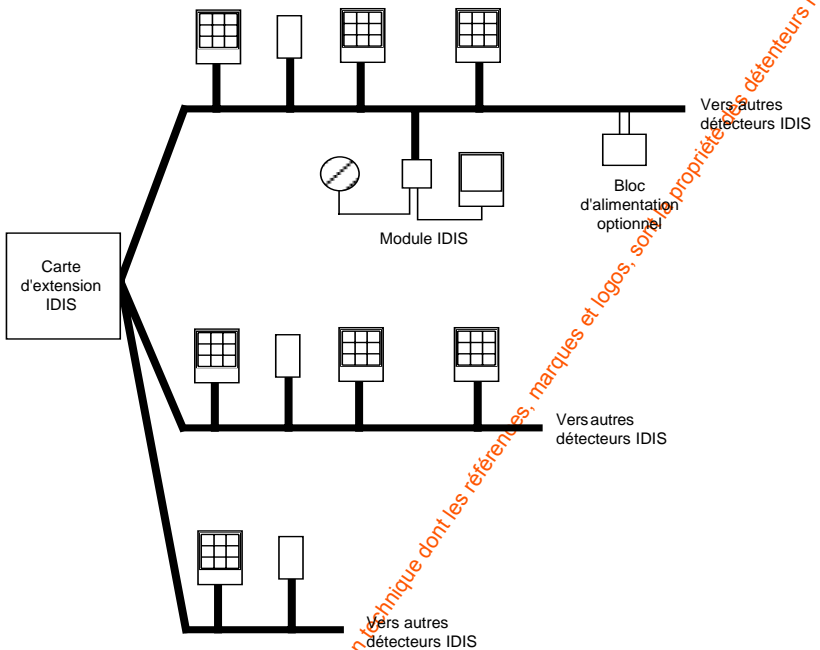 Vers autres
détecteurs IDIS
Bloc
d'alimentation
optionnel
Module IDIS
Carte
d'extension
IDIS
Vers autres
détecteurs IDIS
Vers autres
détecteurs IDIS
technique dont les références, marques et logos, sont la propriété des détenteurs